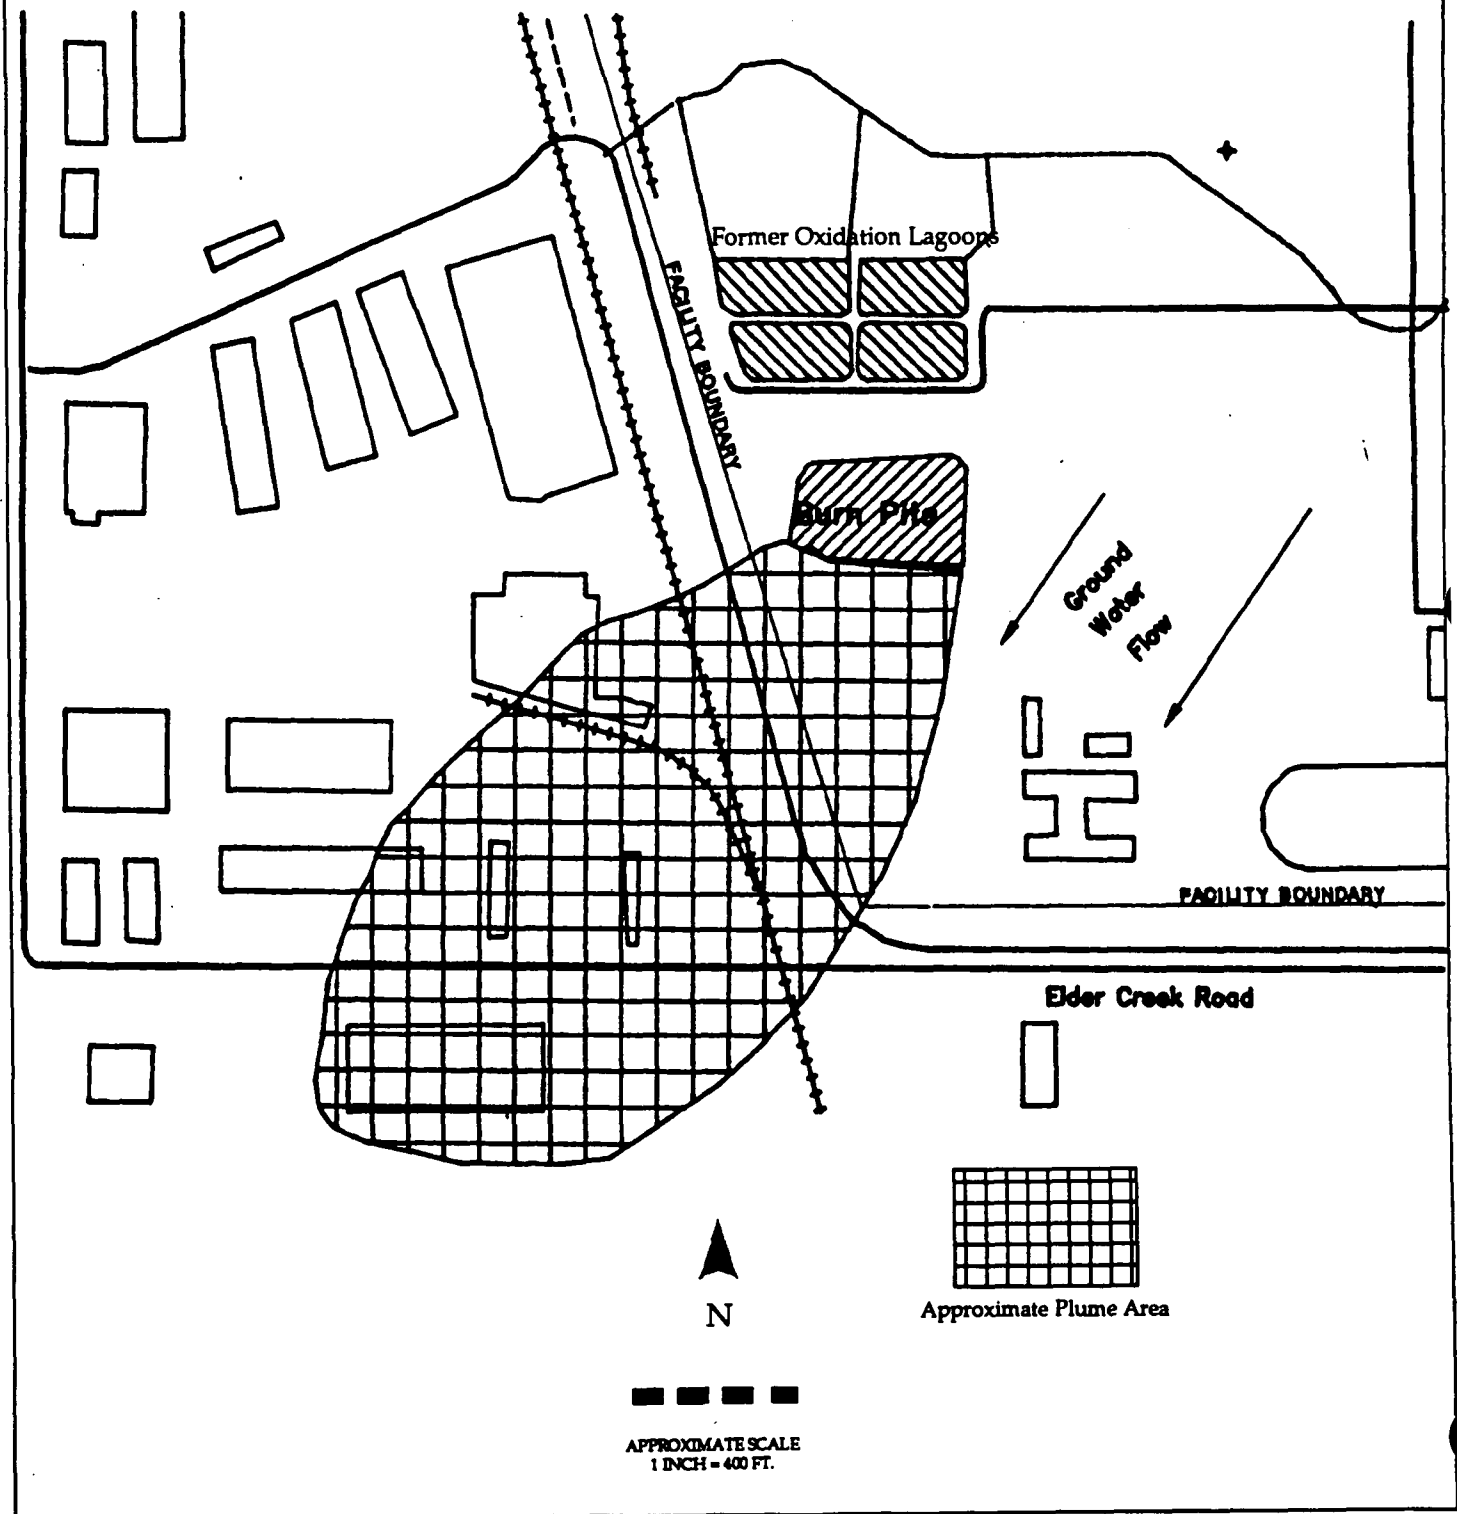 Former Oxidation Lagoons
FACILITY BOUNDARY
Burn Pits
Ground
Water
Flow
FACILITY BOUNDARY
Elder Creek Road
Approximate Plume Area
N
APPROXIMATE SCALE
1 INCH = 400 FT.